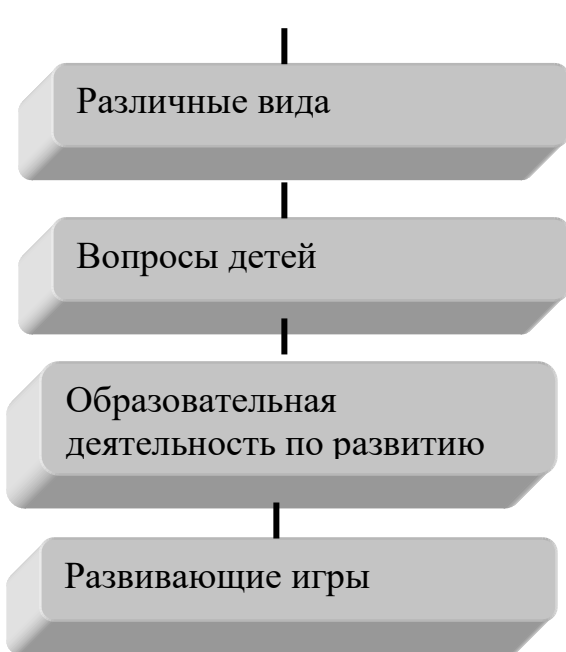 Различные вида
Вопросы детей
Образовательная
деятельность по развитию
Развивающие игры